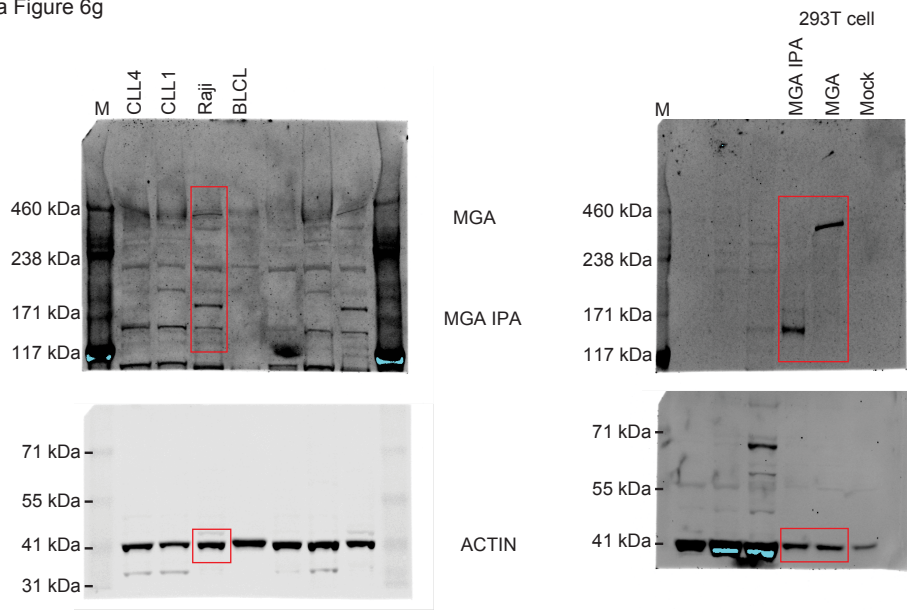 a Figure 6g
M
CLL4
CLL1
Raji
BLCL
460 kDa
238 kDa
171 kDa
117 kDa
71 kDa
55 kDa
41 kDa
31 kDa
MGA
MGA IPA
ACTIN
293T cell
M
MGA IPA
MGA
Mock
460 kDa
238 kDa
171 kDa
117 kDa
71 kDa
55 kDa
41 kDa